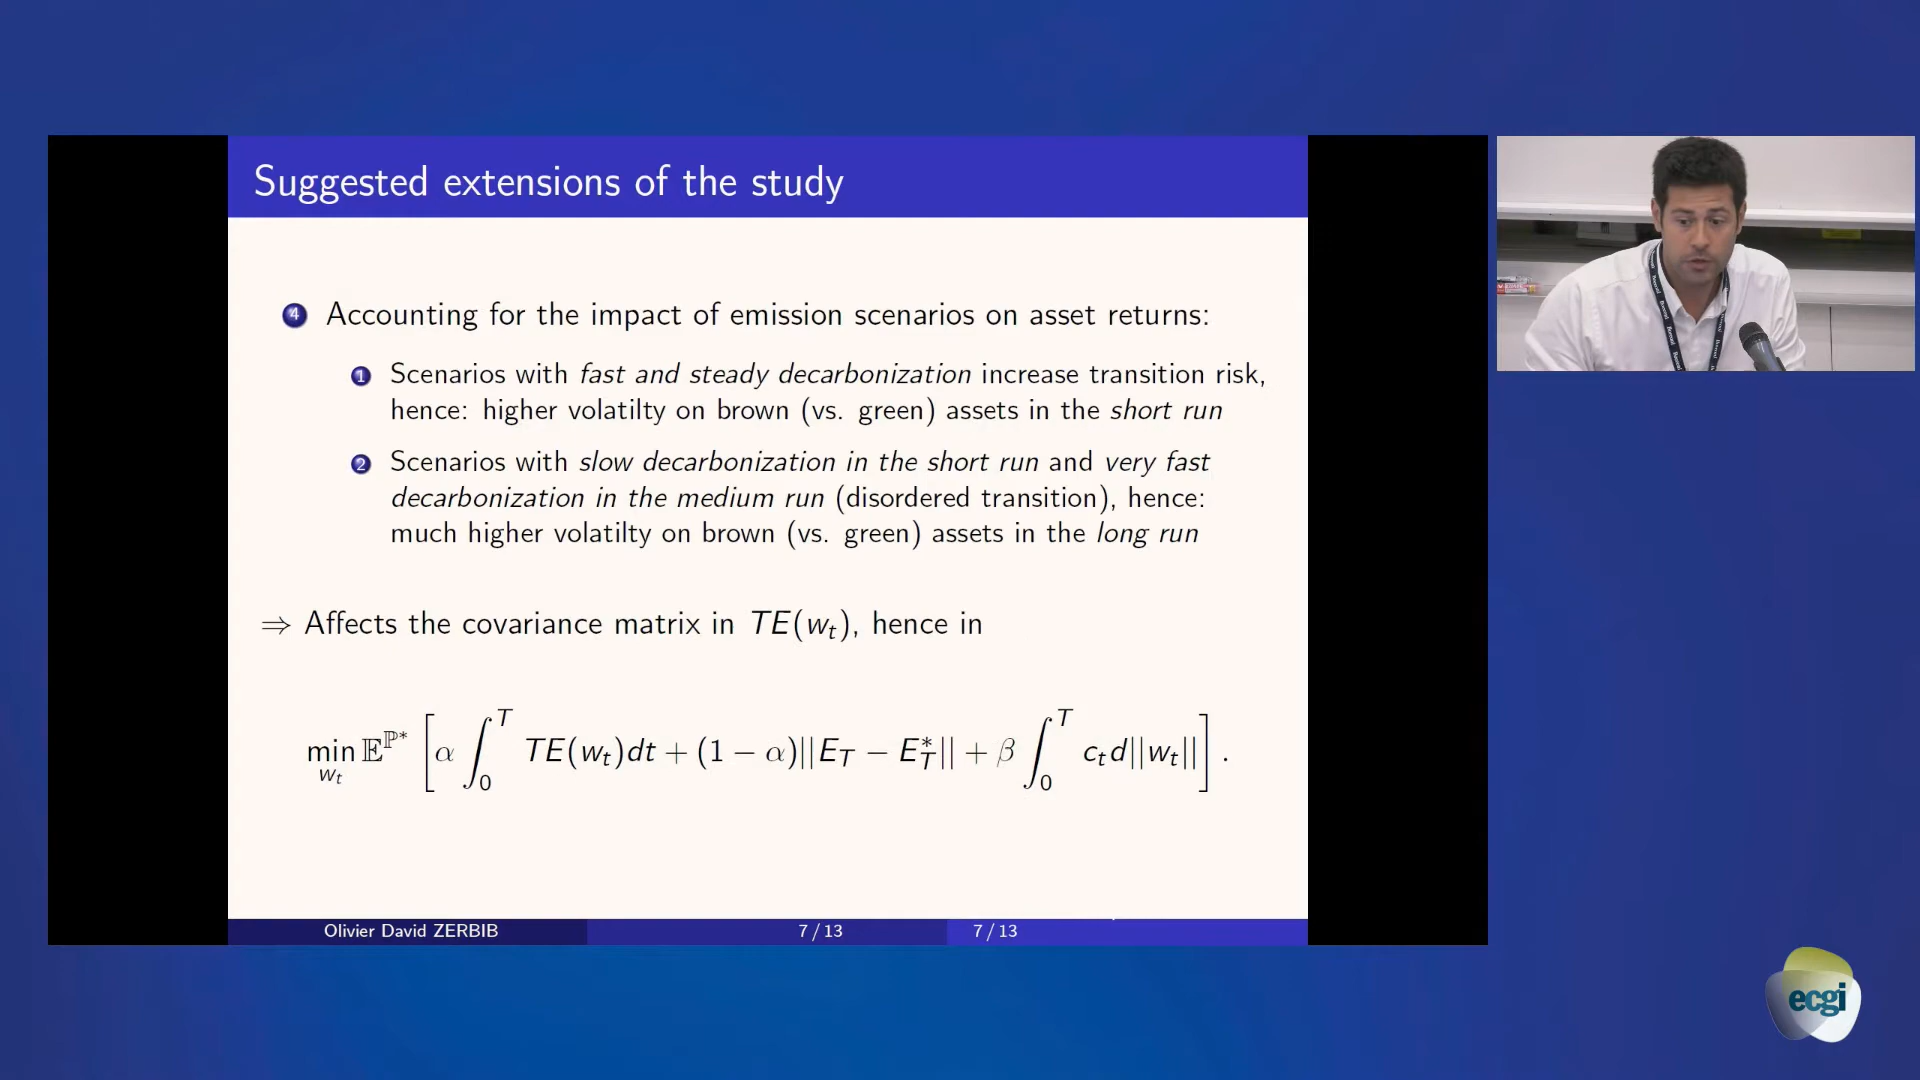 Suggested extensions of the study
4 Accounting for the impact of emission scenarios on asset returns:
1 Scenarios with fast and steady decarbonization increase transition risk,
hence: higher volatilty on brown (vs. green) assets in the short run
2 Scenarios with slow decarbonization in the short run and very fast
decarbonization in the medium run (disordered transition), hence:
much higher volatilty on brown (vs. green) assets in the long run
⇒ Affects the covariance matrix in TE(w_t), hence in
min_{w_t} 𝔼^{ℙ*} [α ∫_0^T TE(w_t)dt + (1 − α)||E_T − E_T^*|| + β ∫_0^T c_t d||w_t||] .
Olivier David ZERBIB 7 / 13 7 / 13
ecgi